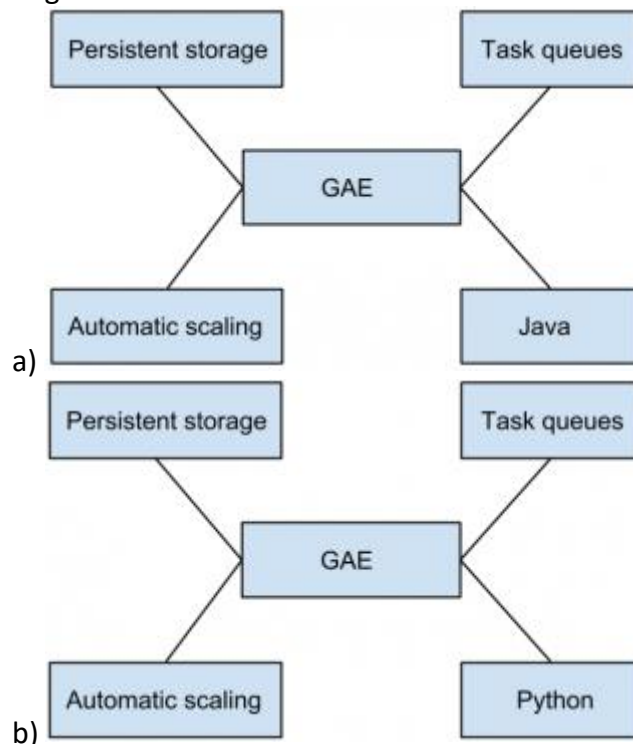 Persistent storage
Task queues
GAE
Automatic scaling
Java
a)
Persistent storage
Task queues
GAE
Automatic scaling
Python
b)